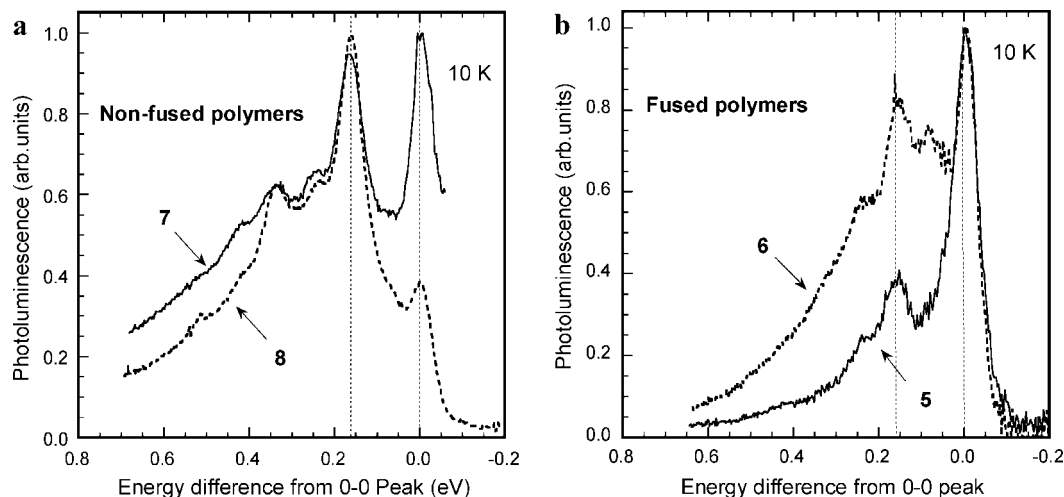 a
Photoluminescence (arb.units)
1.0
0.8
0.6
0.4
0.2
0.0
10 K
Non-fused polymers
7
8
0.8
0.6
0.4
0.2
0.0
-0.2
Energy difference from 0-0 Peak (eV)
b
Photoluminescence (arb.units)
1.0
0.8
0.6
0.4
0.2
0.0
10 K
Fused polymers
6
5
0.8
0.6
0.4
0.2
0.0
-0.2
Energy difference from 0-0 peak